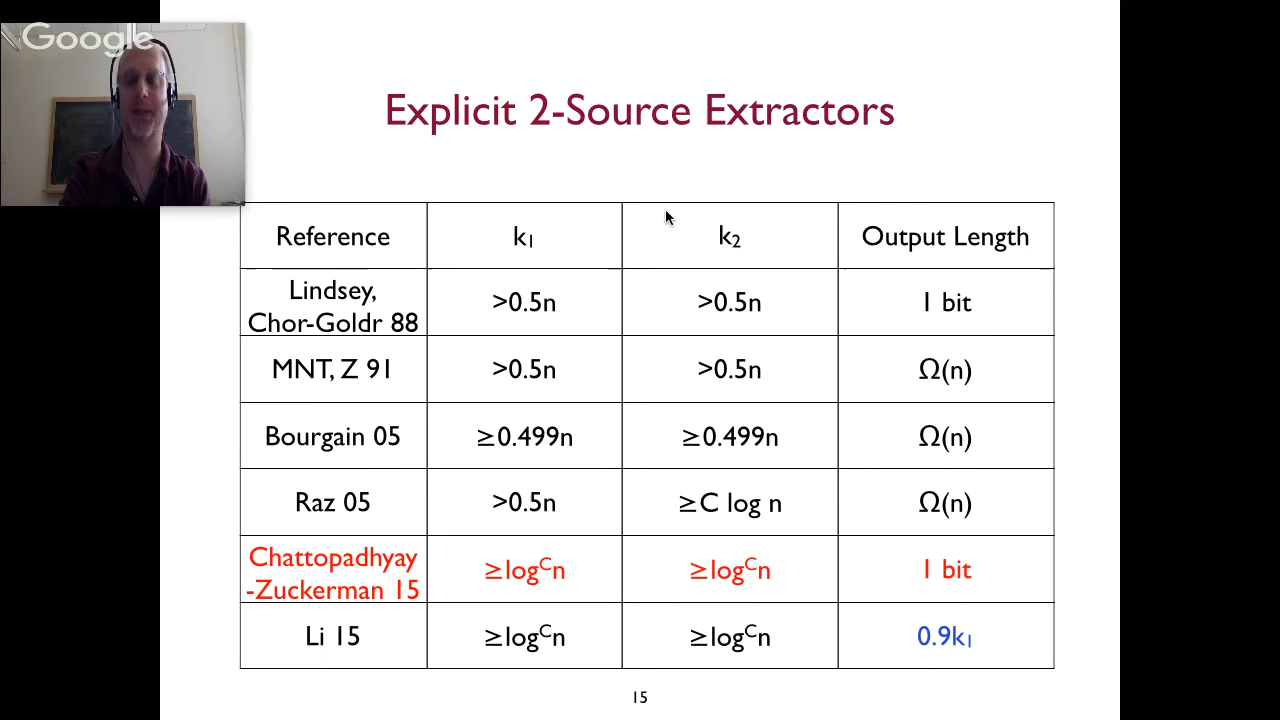 Google
Explicit 2-Source Extractors
Reference k₁ k₂ Output Length
Lindsey,
Chor-Goldr 88 >0.5n >0.5n 1 bit
MNT, Z 91 >0.5n >0.5n Ω(n)
Bourgain 05 ≥0.499n ≥0.499n Ω(n)
Raz 05 >0.5n ≥C log n Ω(n)
Chattopadhyay
-Zuckerman 15 ≥logᶜn ≥logᶜn 1 bit
Li 15 ≥logᶜn ≥logᶜn 0.9k₁
15